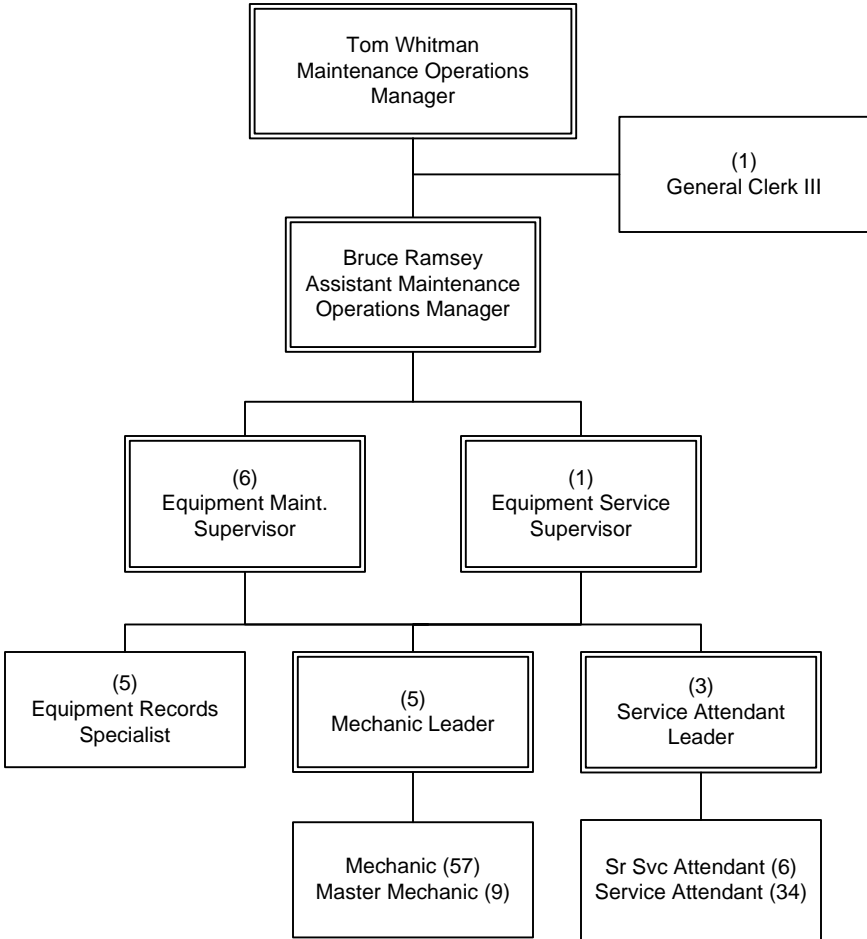 Tom Whitman
Maintenance Operations
Manager
(1)
General Clerk III
Bruce Ramsey
Assistant Maintenance
Operations Manager
(6)
Equipment Maint.
Supervisor
(1)
Equipment Service
Supervisor
(5)
Equipment Records
Specialist
(5)
Mechanic Leader
(3)
Service Attendant
Leader
Mechanic (57)
Master Mechanic (9)
Sr Svc Attendant (6)
Service Attendant (34)